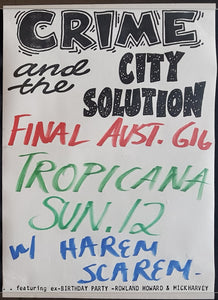 CRIME
and the CITY
SOLUTION
FINAL AUST. GIG
TROPICANA
SUN. 12
w/ HAREM
SCAREM-
.. featuring ex-BIRTHDAY PARTY -ROWLAND HOWARD & MICK HARVEY